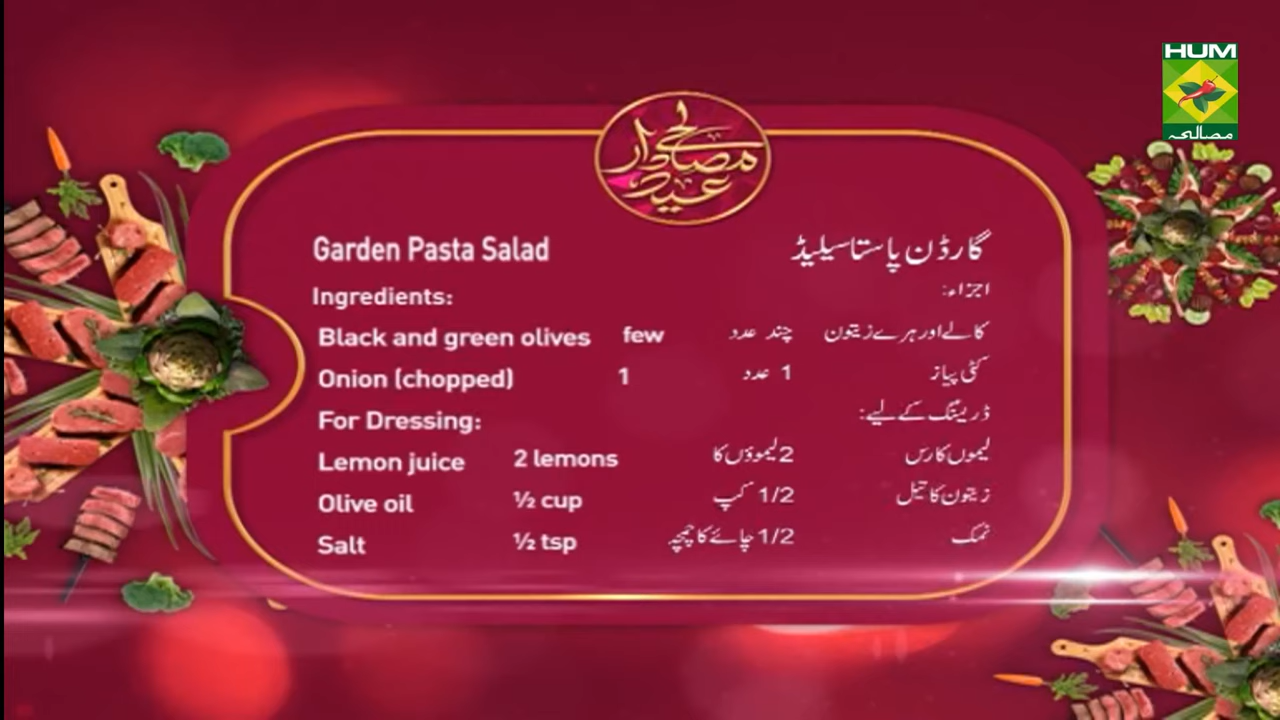 HUM
مصالحہ
مصالحے دار
عید
Garden Pasta Salad گارڈن پاستا سیلیڈ
Ingredients: اجزاء:
Black and green olives few چند عدد کالے اور ہرے زیتون
Onion (chopped) 1 1 عدد کٹی پیاز
For Dressing: ڈریسنگ کے لیے:
Lemon juice 2 lemons 2 لیموؤں کا لیموں کا رس
Olive oil ½ cup 1/2 کپ زیتون کا تیل
Salt ½ tsp 1/2 چائے کا چمچہ نمک